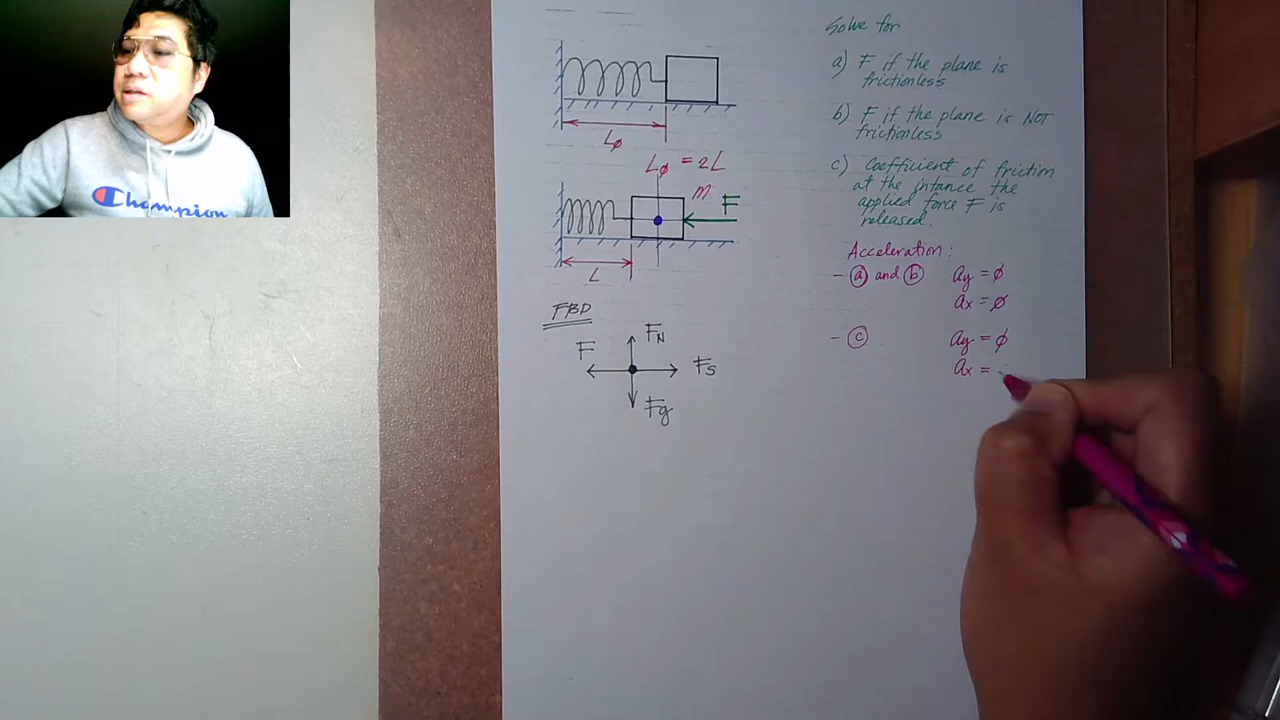 Champion
Lφ
Lφ = 2L
m
F
L
FBD
FN
F
Fs
Fg
Solve for
a) F if the plane is
frictionless
b) F if the plane is NOT
frictionless
c) Coefficient of friction
at the intance the
applied force F is
released.
Acceleration:
- ⓐ and ⓑ ay = φ
ax = φ
- ⓒ ay = φ
ax =